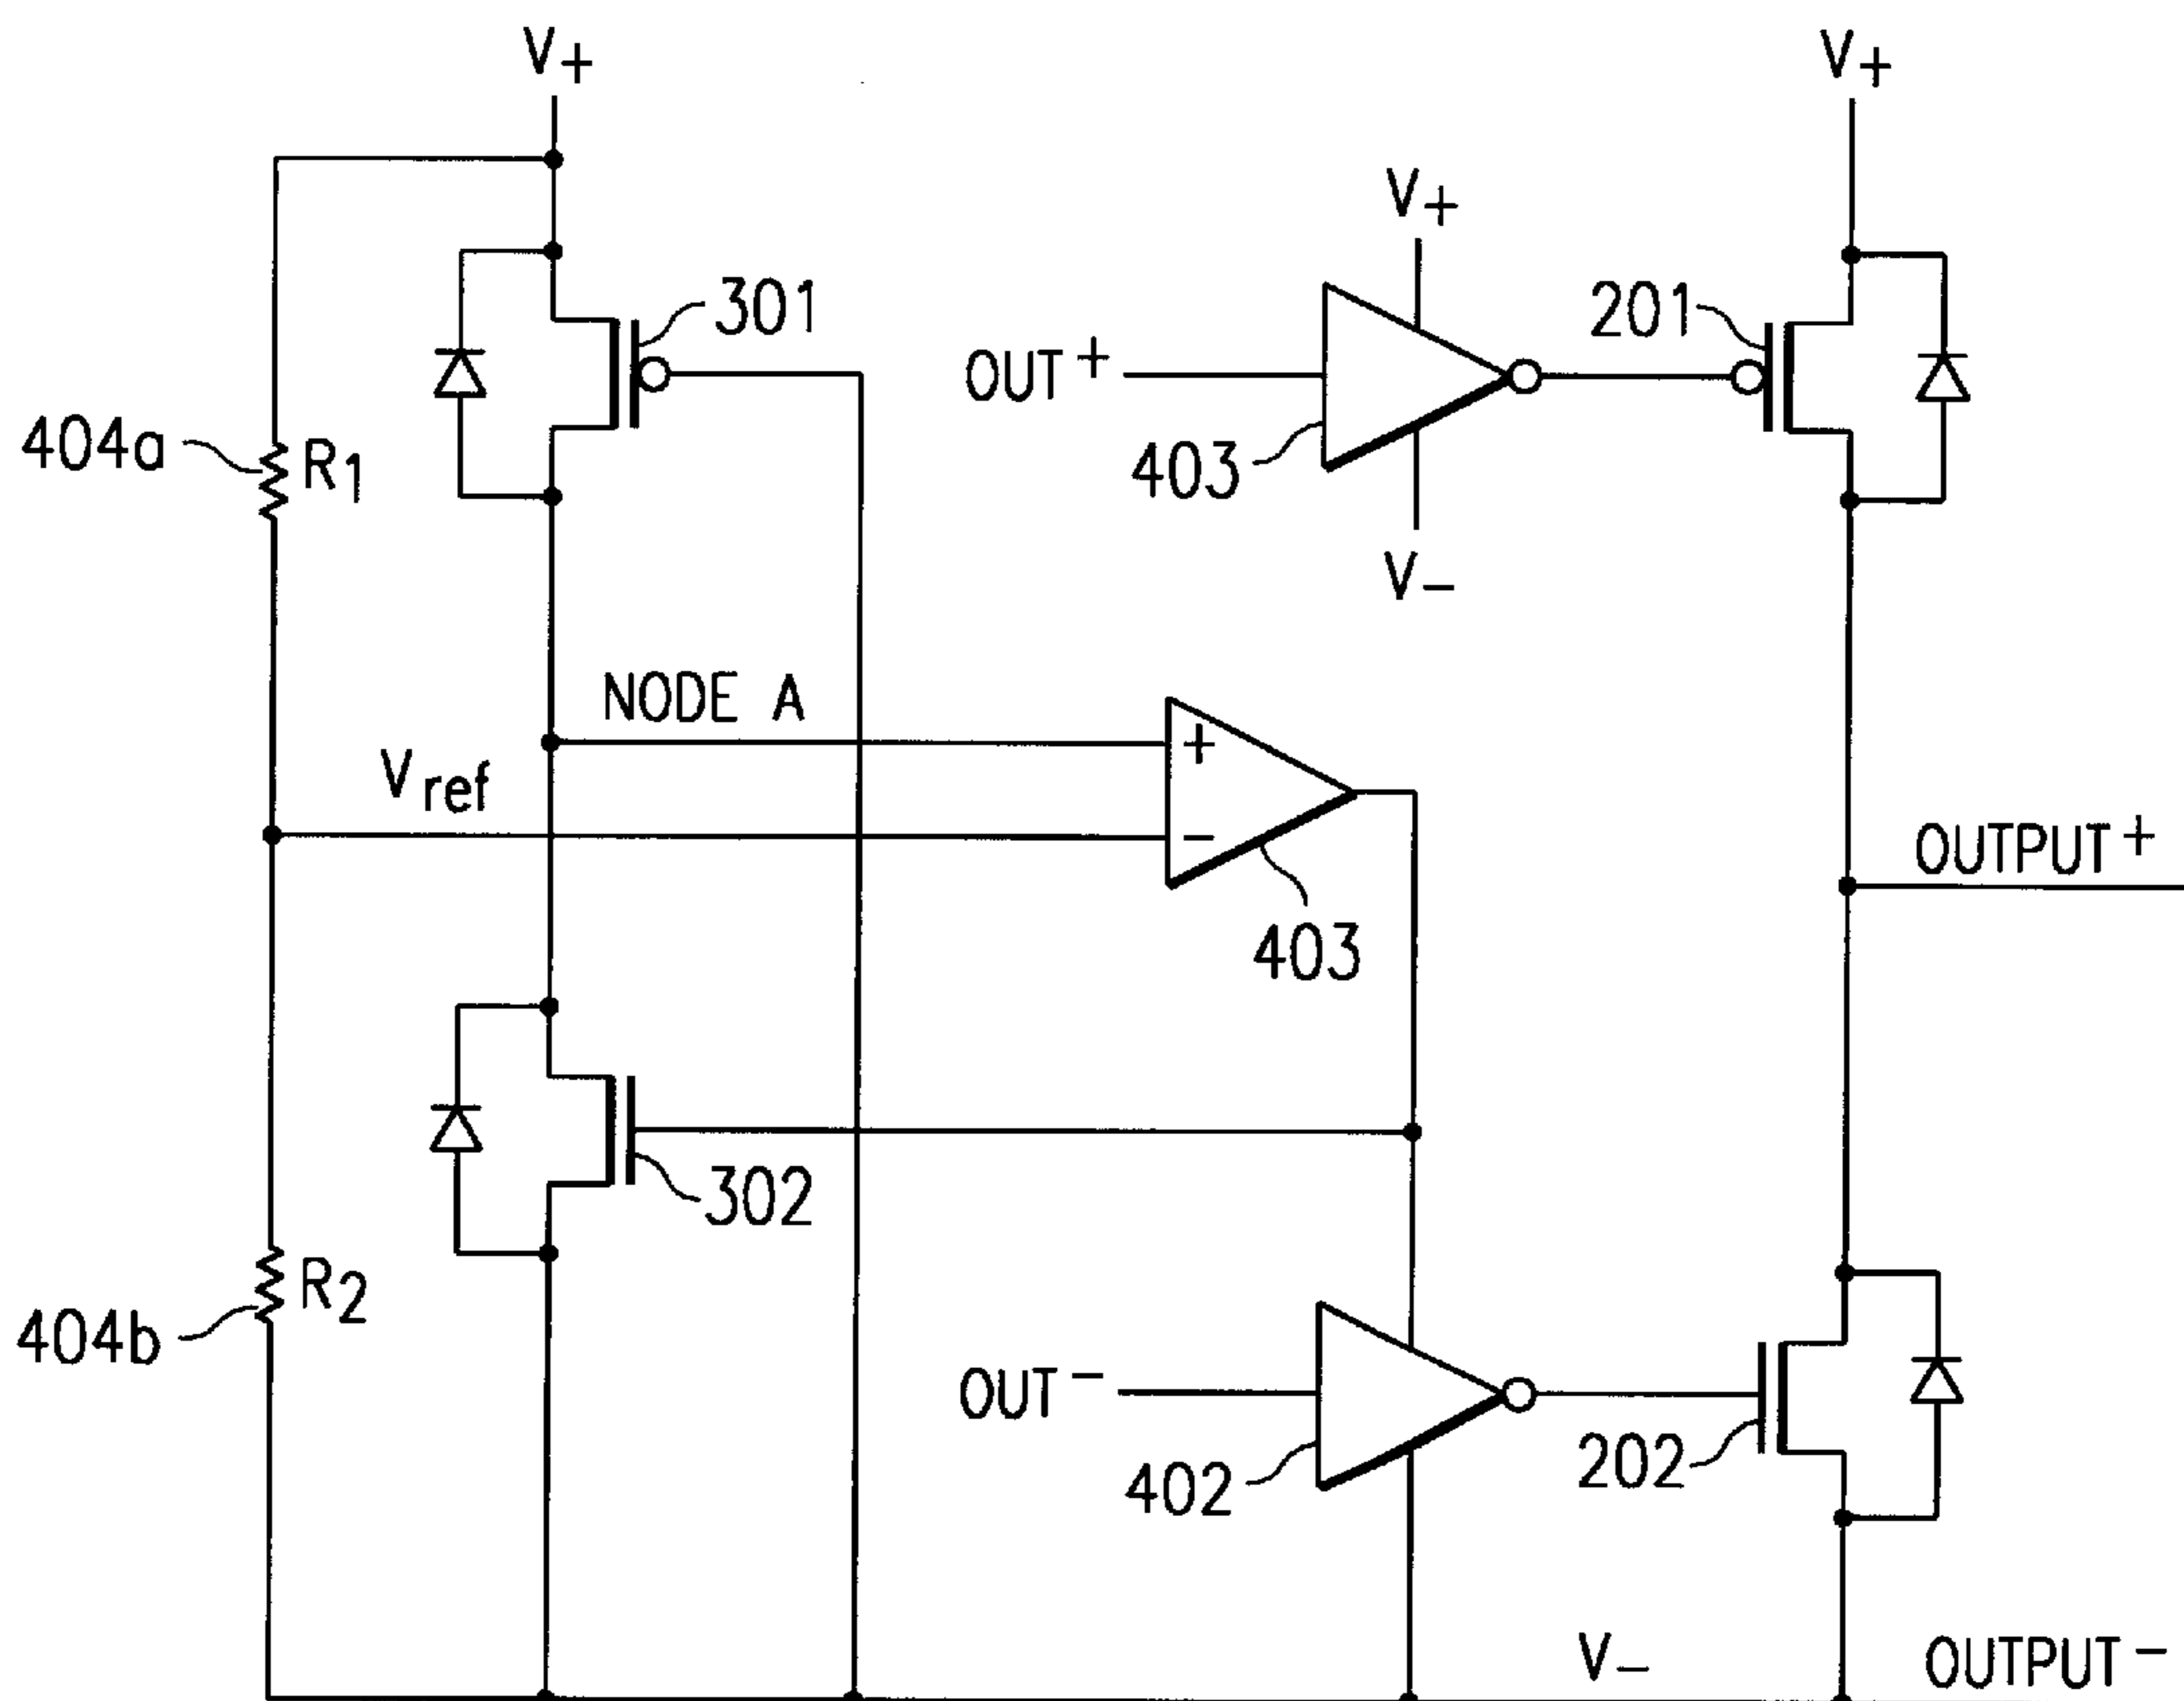 V+
V+
V+
301
201
OUT+
404a
R1
403
V-
NODE A
Vref
+
-
OUTPUT+
403
302
R2
404b
OUT-
202
402
V-
OUTPUT-